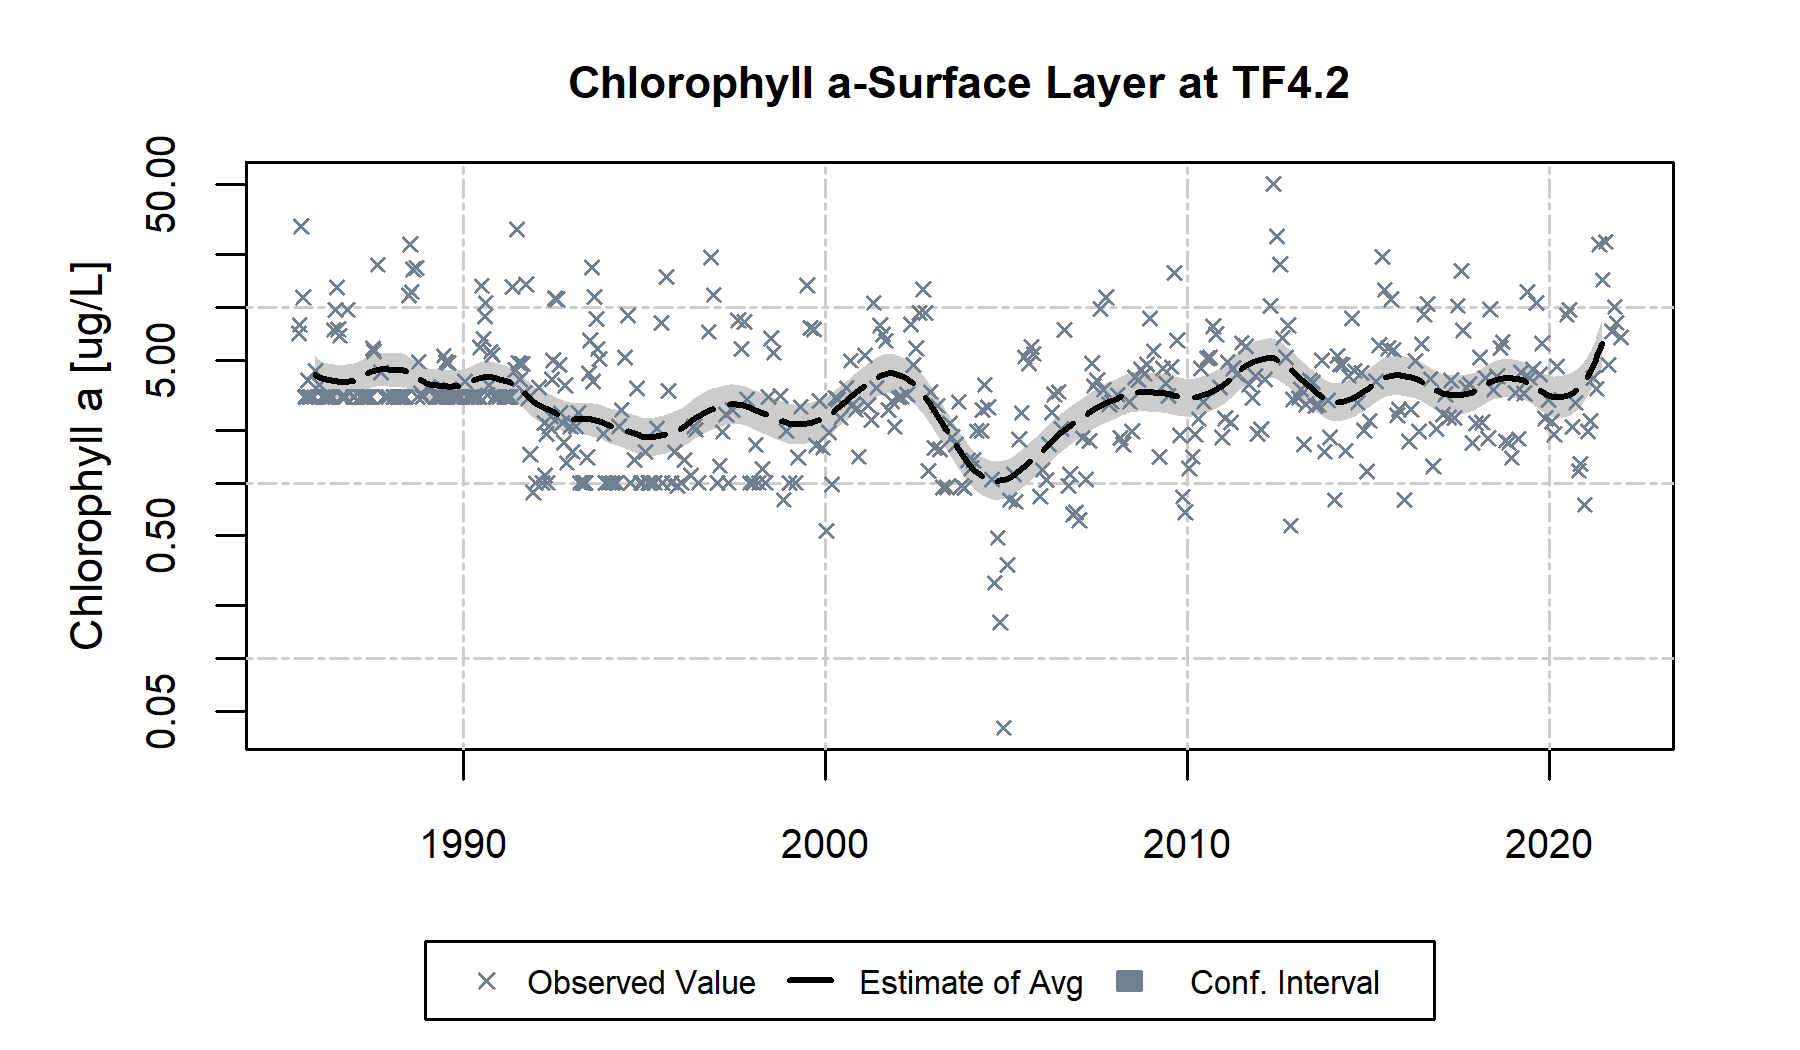 Chlorophyll a-Surface Layer at TF4.2
Chlorophyll a [ug/L]
50.00
5.00
0.50
0.05
1990 2000 2010 2020
Observed Value Estimate of Avg Conf. Interval